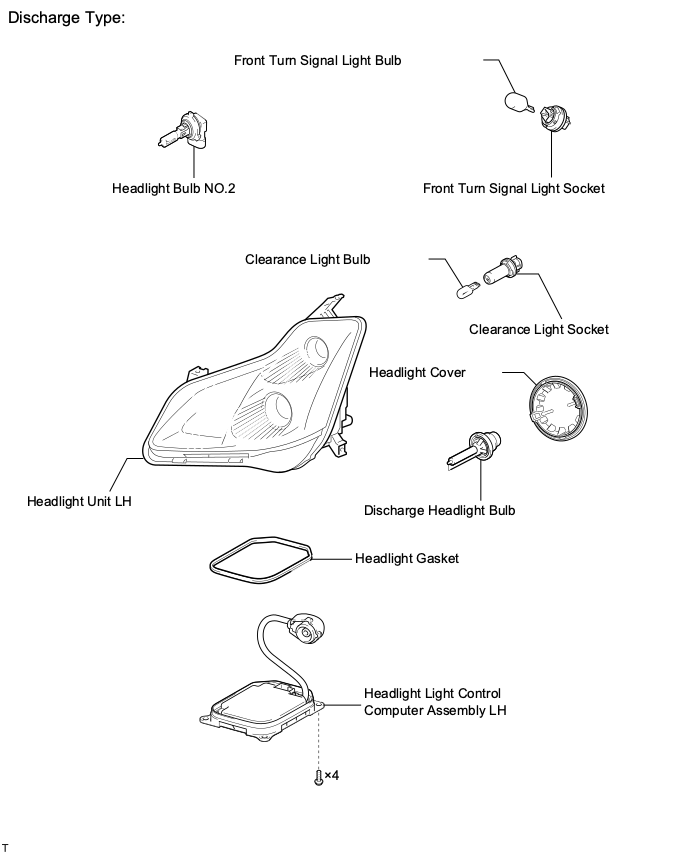 Discharge Type:
Front Turn Signal Light Bulb
Headlight Bulb NO.2
Front Turn Signal Light Socket
Clearance Light Bulb
Clearance Light Socket
Headlight Cover
Headlight Unit LH
Discharge Headlight Bulb
Headlight Gasket
Headlight Light Control
Computer Assembly LH
×4
T